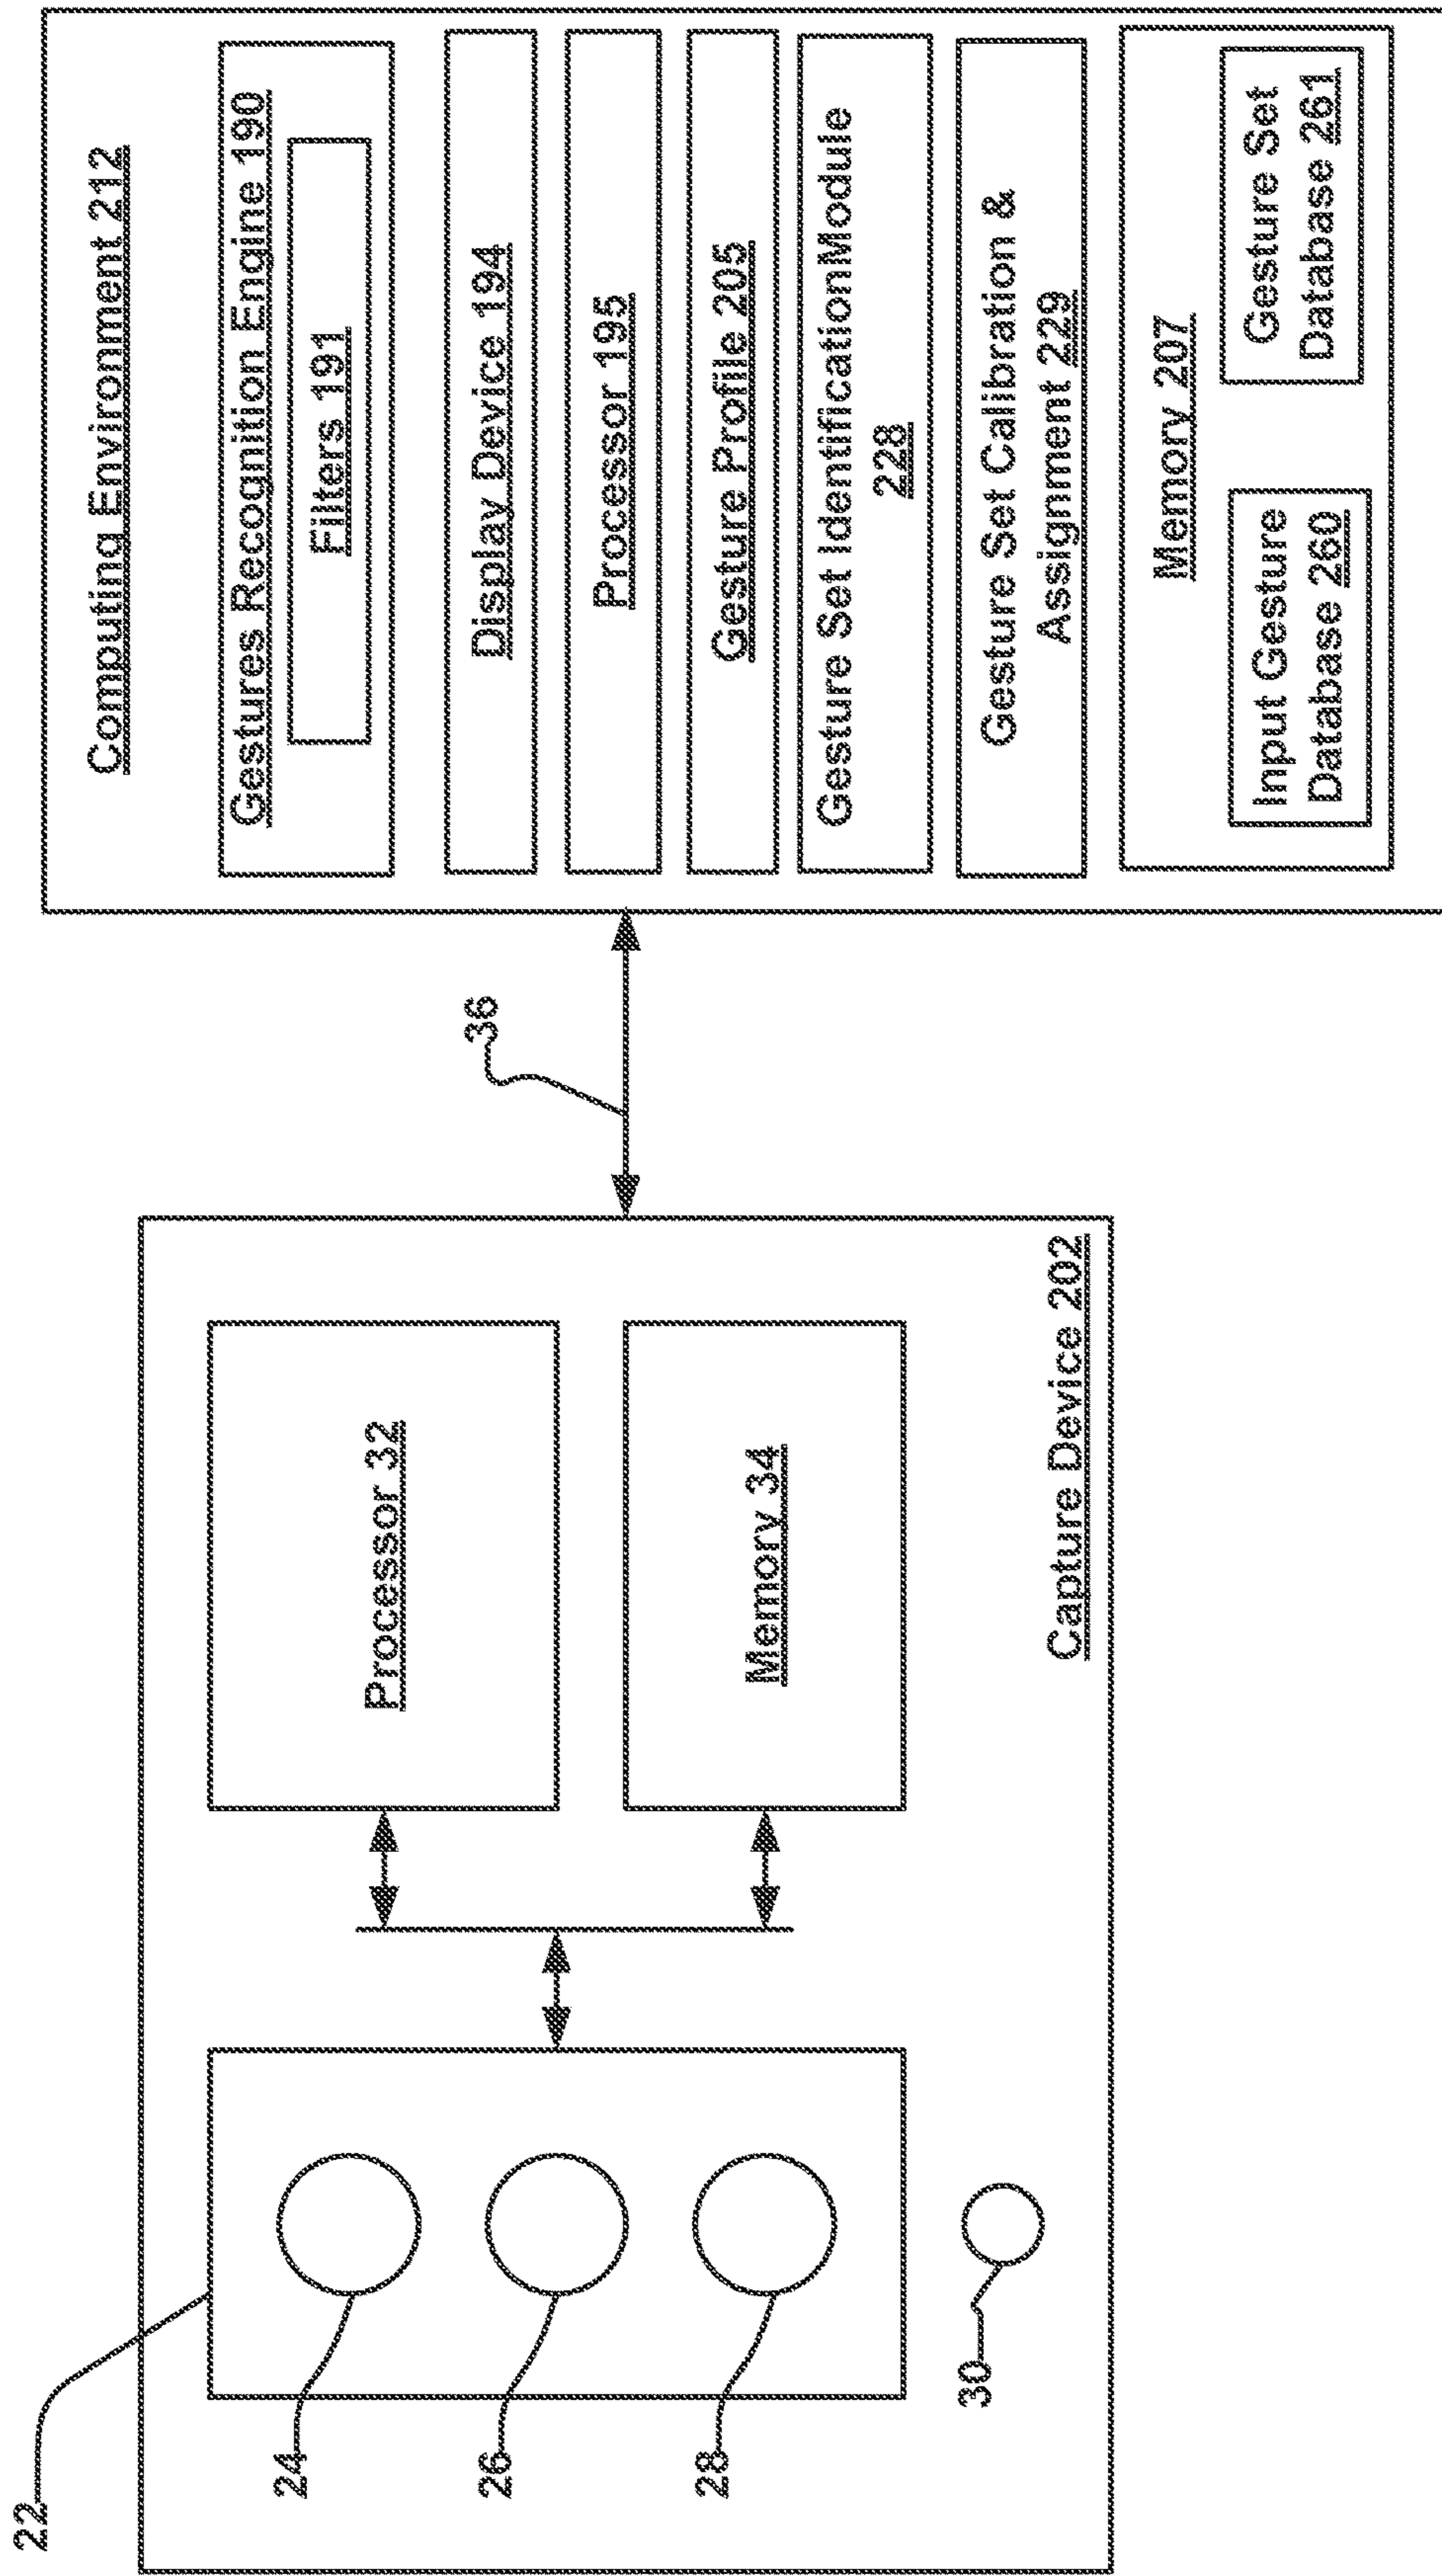 22
24
26
28
30
Processor 32
Memory 34
Capture Device 202
36
Computing Environment 212
Gestures Recognition Engine 190
Filters 191
Display Device 194
Processor 195
Gesture Profile 205
Gesture Set IdentificationModule
228
Gesture Set Calibration &
Assignment 229
Memory 207
Input Gesture
Database 260
Gesture Set
Database 261